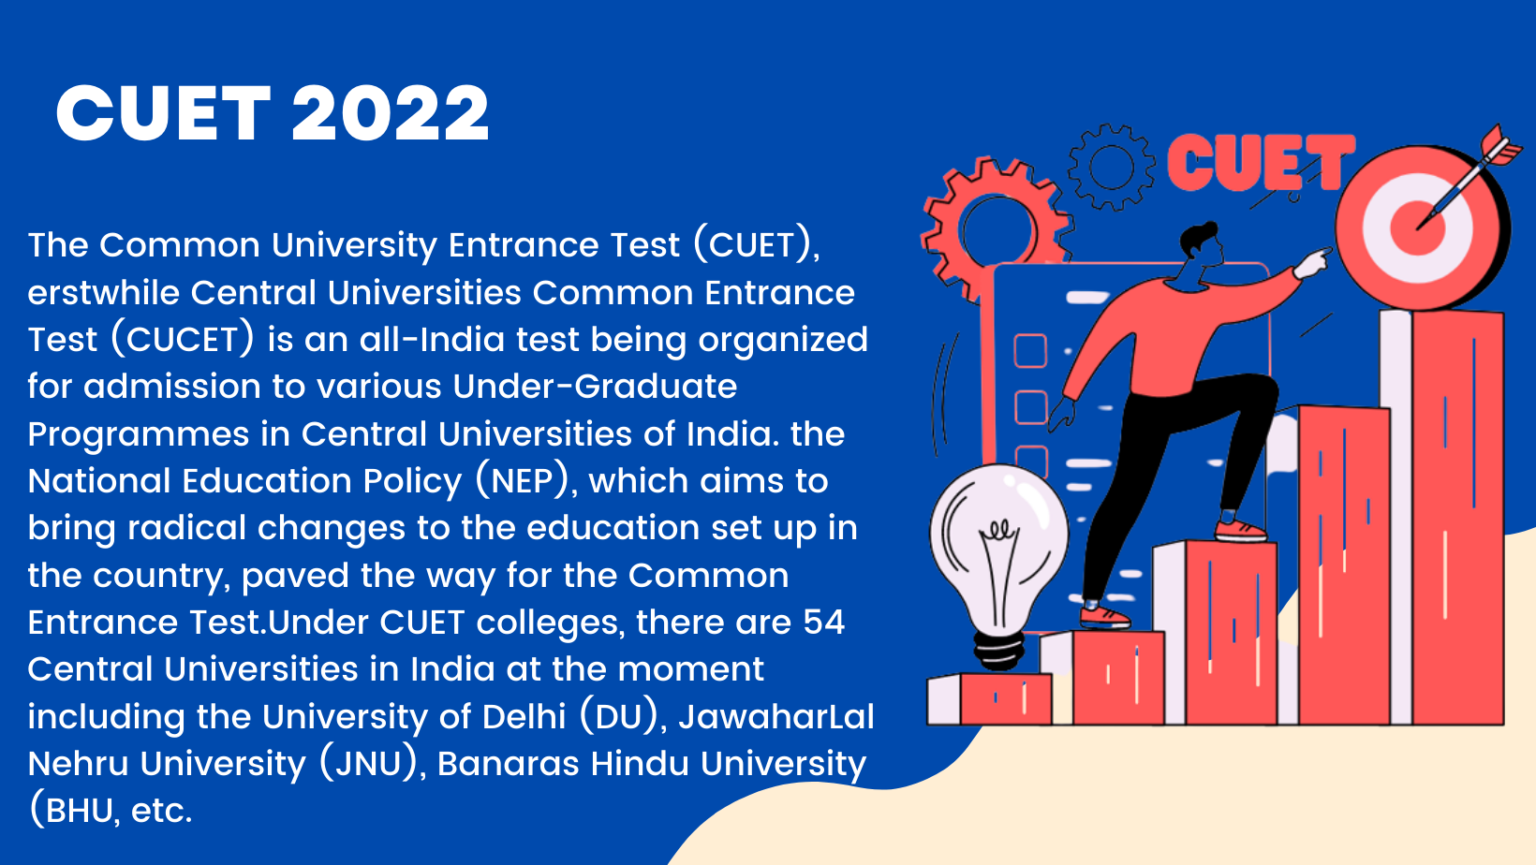 CUET 2022
CUET
The Common University Entrance Test (CUET),
erstwhile Central Universities Common Entrance
Test (CUCET) is an all-India test being organized
for admission to various Under-Graduate
Programmes in Central Universities of India. the
National Education Policy (NEP), which aims to
bring radical changes to the education set up in
the country, paved the way for the Common
Entrance Test.Under CUET colleges, there are 54
Central Universities in India at the moment
including the University of Delhi (DU), JawaharLal
Nehru University (JNU), Banaras Hindu University
(BHU, etc.